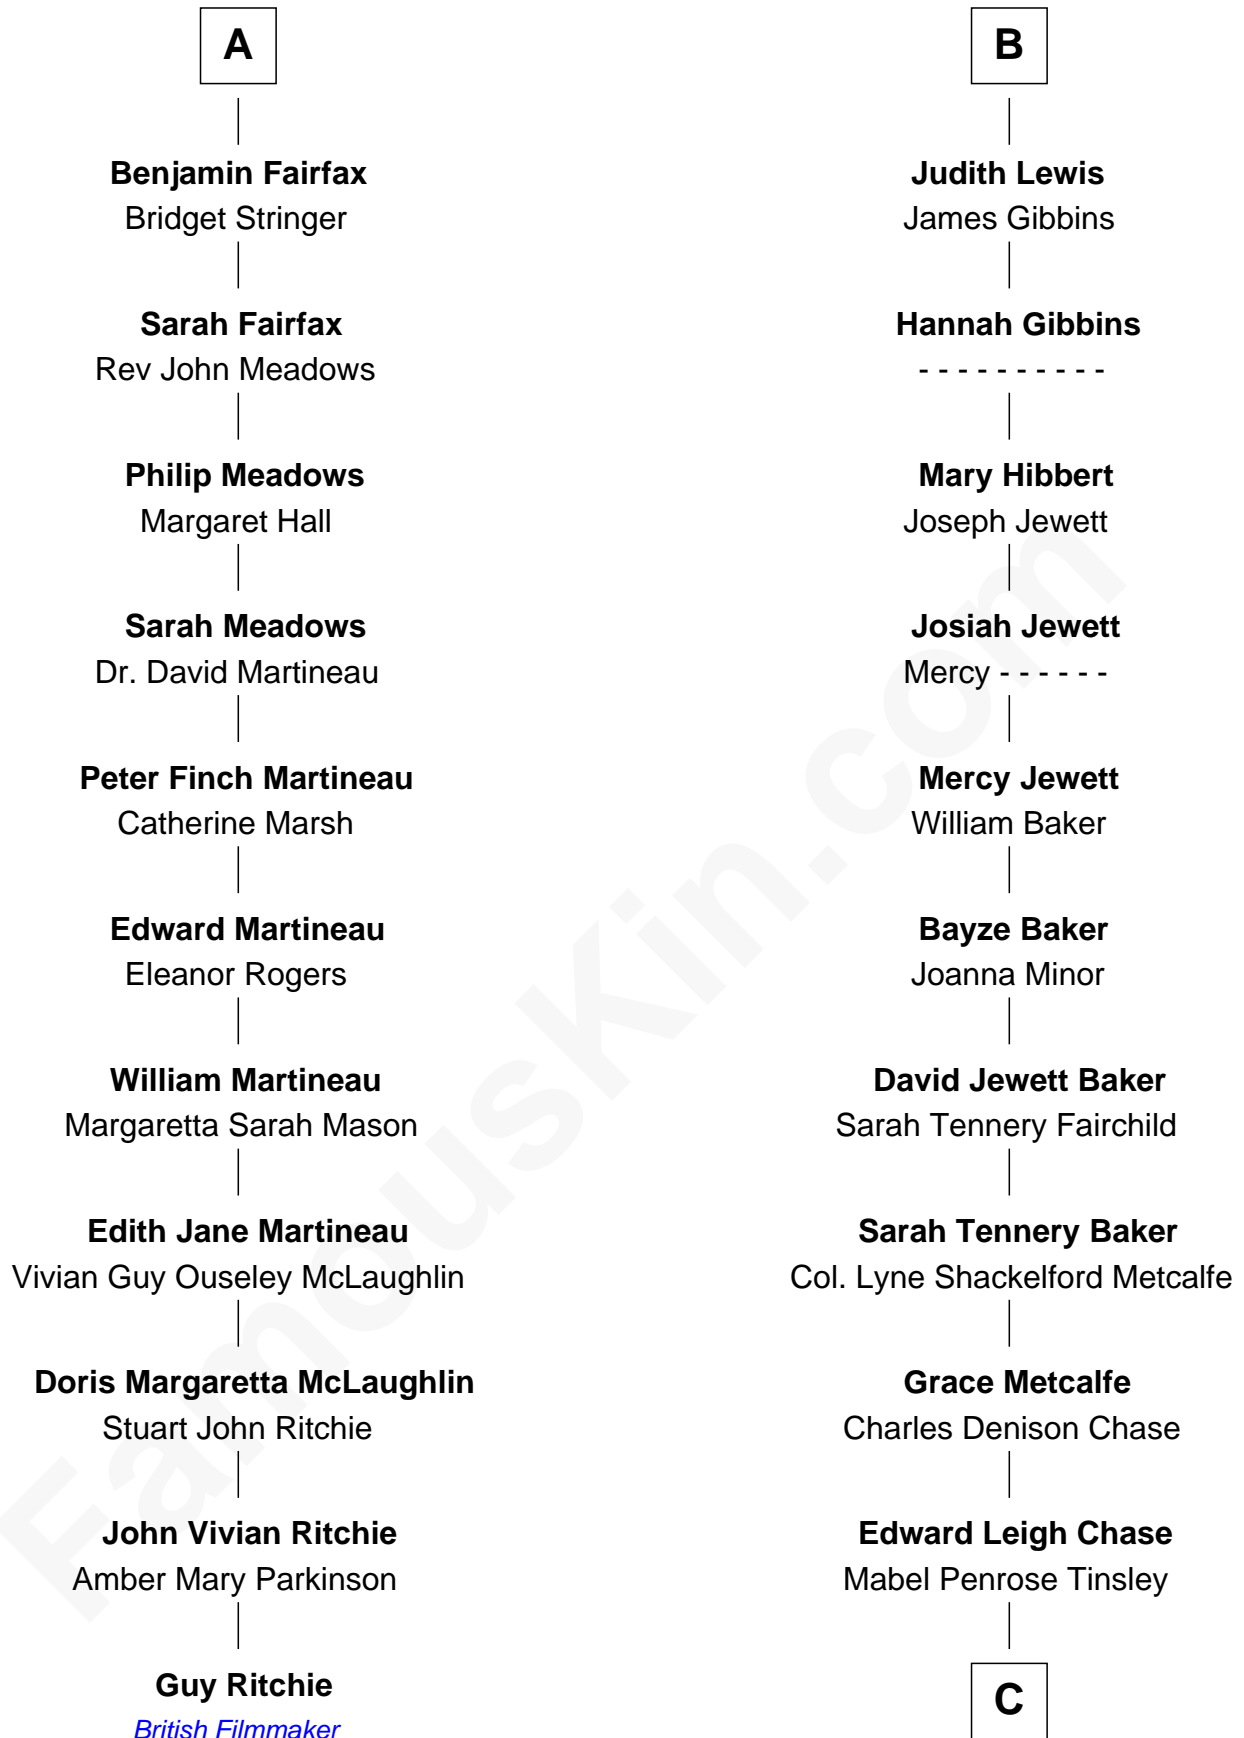 A
Benjamin Fairfax
Bridget Stringer
Sarah Fairfax
Rev John Meadows
Philip Meadows
Margaret Hall
Sarah Meadows
Dr. David Martineau
Peter Finch Martineau
Catherine Marsh
Edward Martineau
Eleanor Rogers
William Martineau
Margaretta Sarah Mason
Edith Jane Martineau
Vivian Guy Ouseley McLaughlin
Doris Margaretta McLaughlin
Stuart John Ritchie
John Vivian Ritchie
Amber Mary Parkinson
Guy Ritchie
British Filmmaker
B
Judith Lewis
James Gibbins
Hannah Gibbins
- - - - - - - - - -
Mary Hibbert
Joseph Jewett
Josiah Jewett
Mercy - - - - - -
Mercy Jewett
William Baker
Bayze Baker
Joanna Minor
David Jewett Baker
Sarah Tennery Fairchild
Sarah Tennery Baker
Col. Lyne Shackelford Metcalfe
Grace Metcalfe
Charles Denison Chase
Edward Leigh Chase
Mabel Penrose Tinsley
C
FamousKin.com